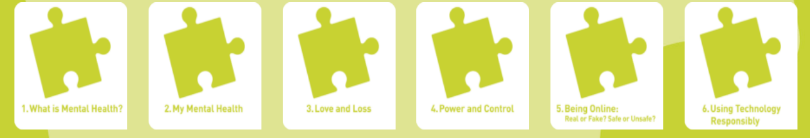 1. What is Mental Health?
2. My Mental Health
3. Love and Loss
4. Power and Control
5. Being Online:
Real or Fake? Safe or Unsafe?
6. Using Technology
Responsibly